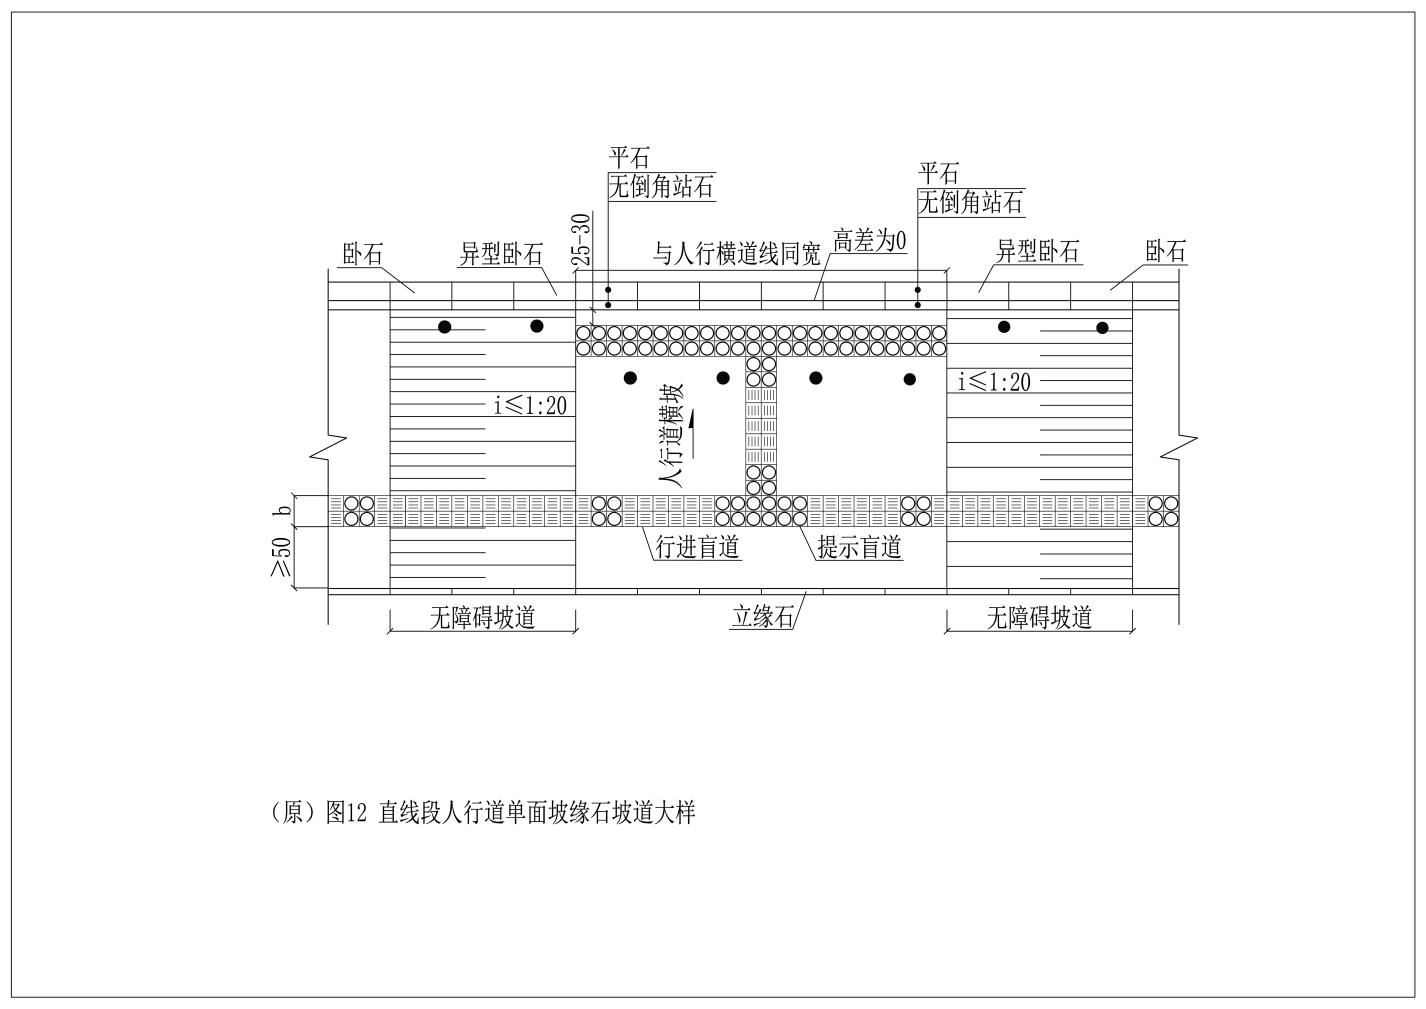 平石
无倒角站石
平石
无倒角站石
卧石
异型卧石
25-30
与人行横道线同宽
高差为0
异型卧石
卧石
i≤1:20
i≤1:20
人行道横坡
b
≥50
行进盲道
提示盲道
无障碍坡道
立缘石
无障碍坡道
（原）图12 直线段人行道单面坡缘石坡道大样